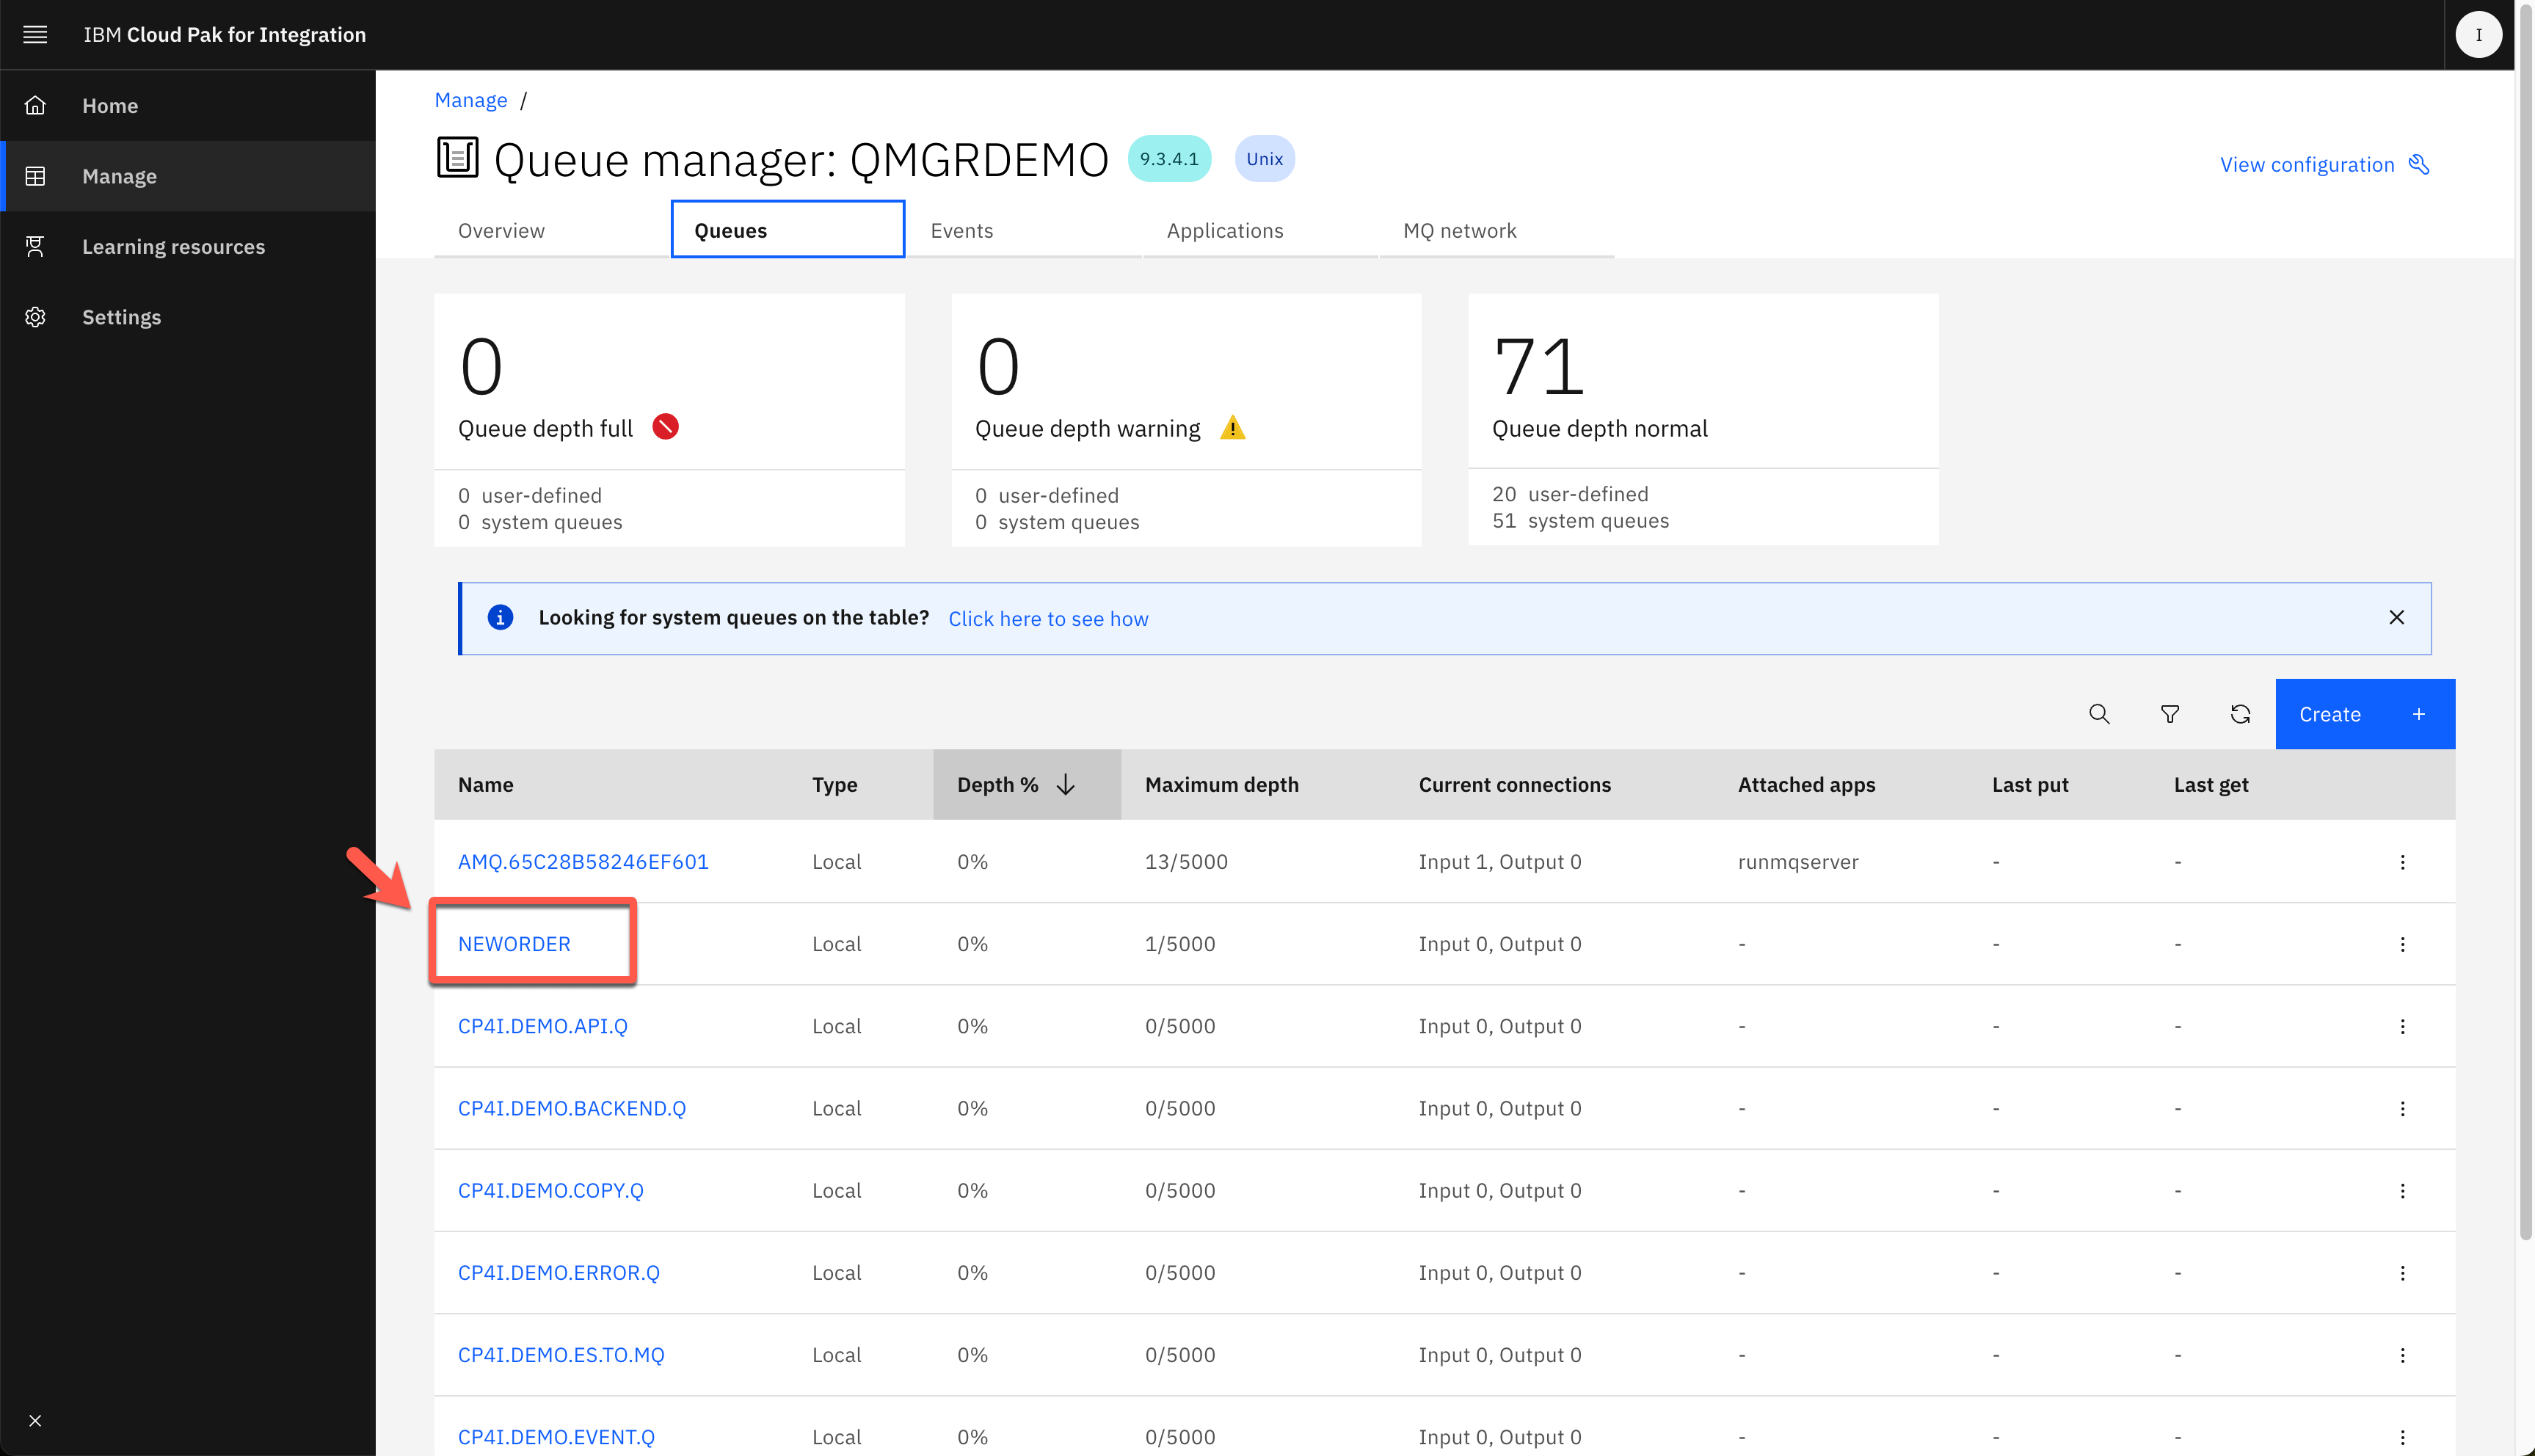 IBM Cloud Pak for Integration
I
Home
Manage
Learning resources
Settings
Manage /
Queue manager: QMGRDEMO 9.3.4.1 Unix
View configuration
Overview Queues Events Applications MQ network
0 0 71
Queue depth full Queue depth warning Queue depth normal
0 user-defined 0 user-defined 20 user-defined
0 system queues 0 system queues 51 system queues
Looking for system queues on the table? Click here to see how
Create +
Name Type Depth % Maximum depth Current connections Attached apps Last put Last get
AMQ.65C28B58246EF601 Local 0% 13/5000 Input 1, Output 0 runmqserver - -
NEWORDER Local 0% 1/5000 Input 0, Output 0 - - -
CP4I.DEMO.API.Q Local 0% 0/5000 Input 0, Output 0 - - -
CP4I.DEMO.BACKEND.Q Local 0% 0/5000 Input 0, Output 0 - - -
CP4I.DEMO.COPY.Q Local 0% 0/5000 Input 0, Output 0 - - -
CP4I.DEMO.ERROR.Q Local 0% 0/5000 Input 0, Output 0 - - -
CP4I.DEMO.ES.TO.MQ Local 0% 0/5000 Input 0, Output 0 - - -
CP4I.DEMO.EVENT.Q Local 0% 0/5000 Input 0, Output 0 - - -